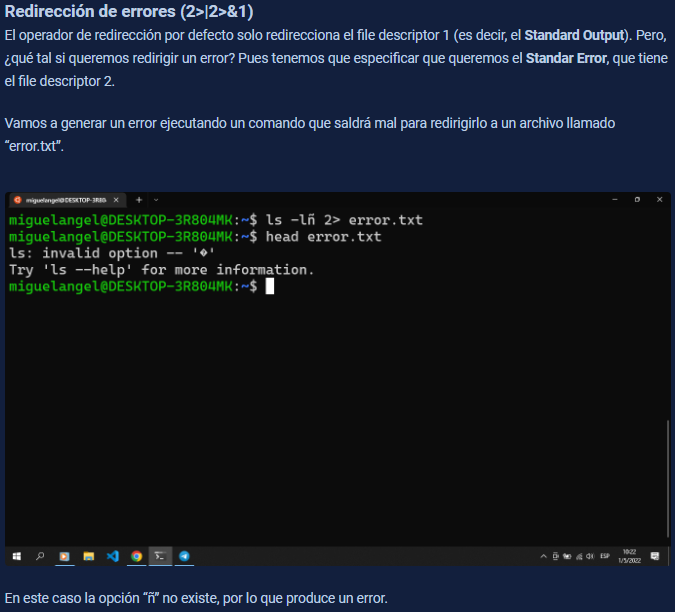 Redirección de errores (2>|2>&1)
El operador de redirección por defecto solo redirecciona el file descriptor 1 (es decir, el Standard Output). Pero,
¿qué tal si queremos redirigir un error? Pues tenemos que especificar que queremos el Standar Error, que tiene
el file descriptor 2.
Vamos a generar un error ejecutando un comando que saldrá mal para redirigirlo a un archivo llamado
“error.txt”.
miguelangel@DESKTOP-3R80
miguelangel@DESKTOP-3R804MK:~$ ls -lñ 2> error.txt
miguelangel@DESKTOP-3R804MK:~$ head error.txt
ls: invalid option -- '�'
Try 'ls --help' for more information.
miguelangel@DESKTOP-3R804MK:~$
ESP
10:22
1/5/2022
En este caso la opción “ñ” no existe, por lo que produce un error.